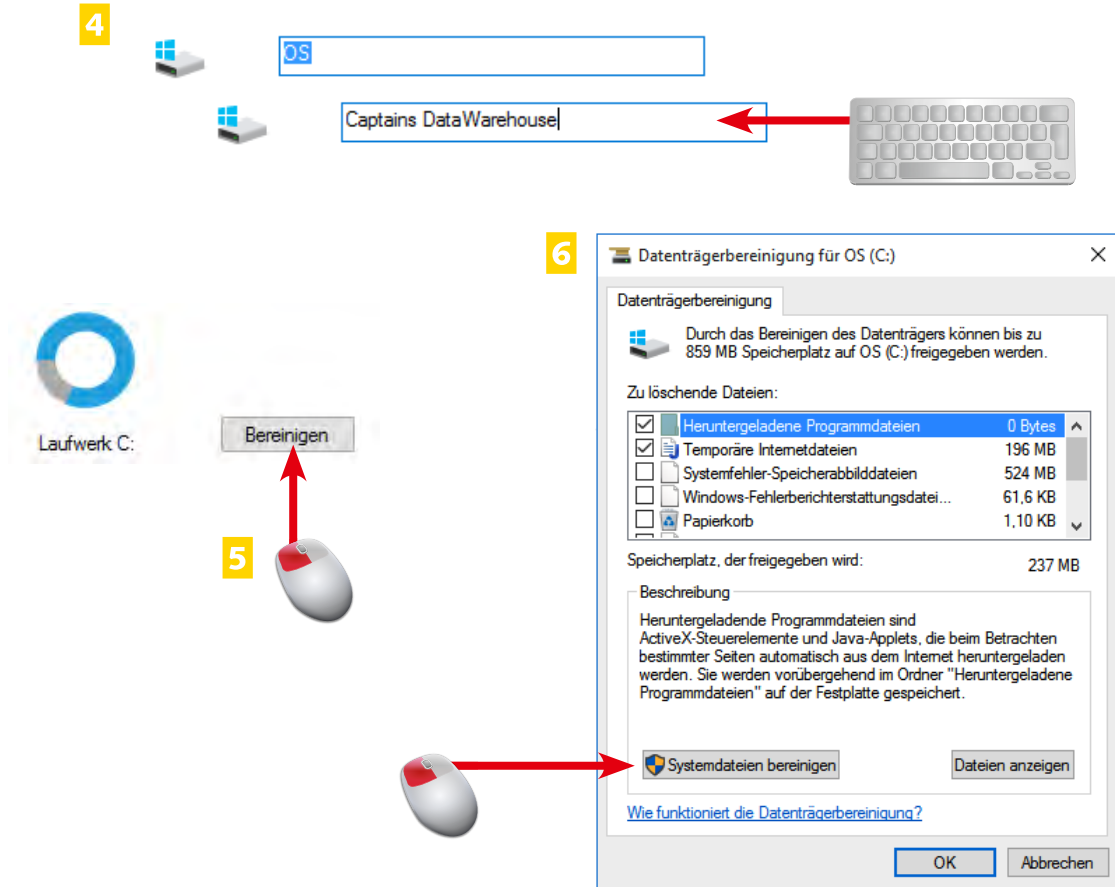 4
OS
Captains DataWarehouse
6
Datenträgerbereinigung für OS (C:)
Datenträgerbereinigung
Durch das Bereinigen des Datenträgers können bis zu
859 MB Speicherplatz auf OS (C:) freigegeben werden.
Zu löschende Dateien:
Heruntergeladene Programmdateien 0 Bytes
Temporäre Internetdateien 196 MB
Systemfehler-Speicherabbilddateien 524 MB
Windows-Fehlerberichterstattungsdatei... 61,6 KB
Papierkorb 1,10 KB
Speicherplatz, der freigegeben wird: 237 MB
Beschreibung
Heruntergeladende Programmdateien sind
ActiveX-Steuerelemente und Java-Applets, die beim Betrachten
bestimmter Seiten automatisch aus dem Internet heruntergeladen
werden. Sie werden vorübergehend im Ordner "Heruntergeladene
Programmdateien" auf der Festplatte gespeichert.
Systemdateien bereinigen
Dateien anzeigen
Wie funktioniert die Datenträgerbereinigung?
OK
Abbrechen
Laufwerk C:
Bereinigen
5